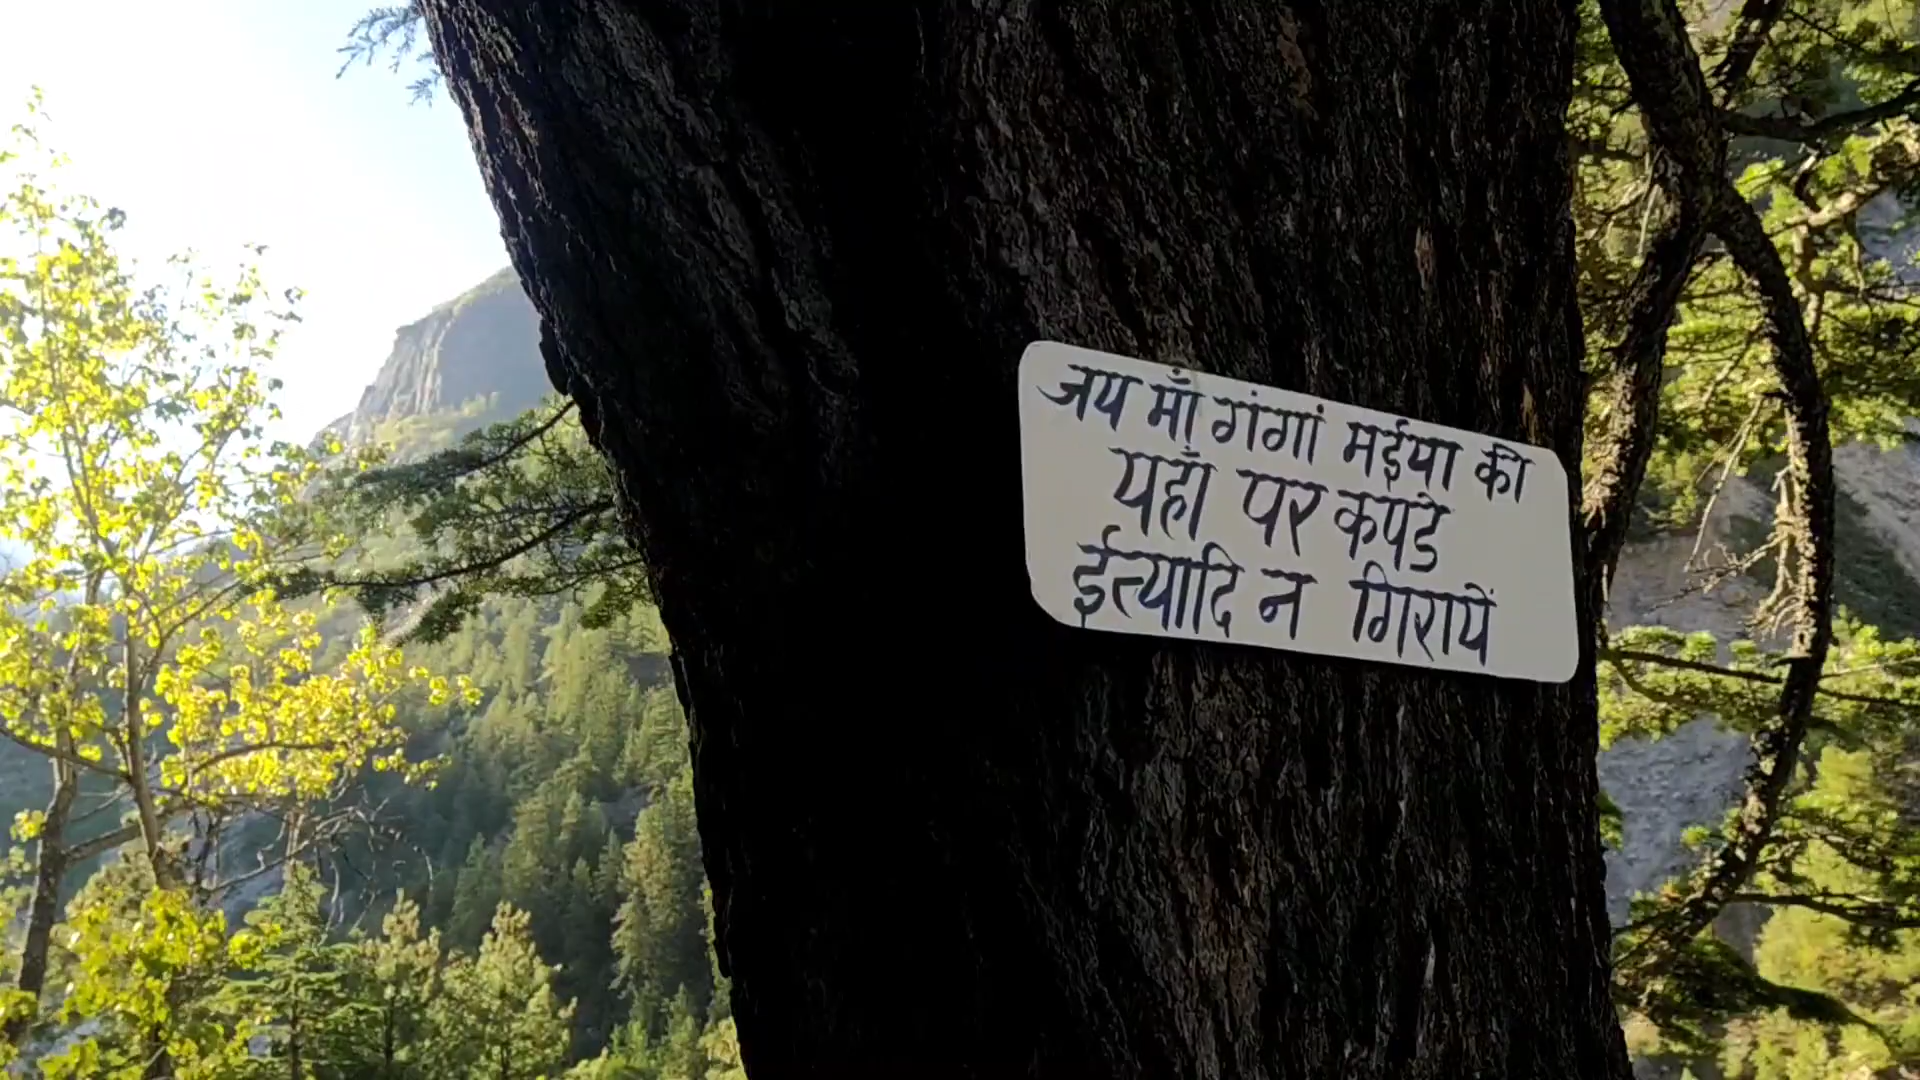 जय माँ गंगां मईया की
यहाँ पर कपडे
ईत्यादि न गिरायें